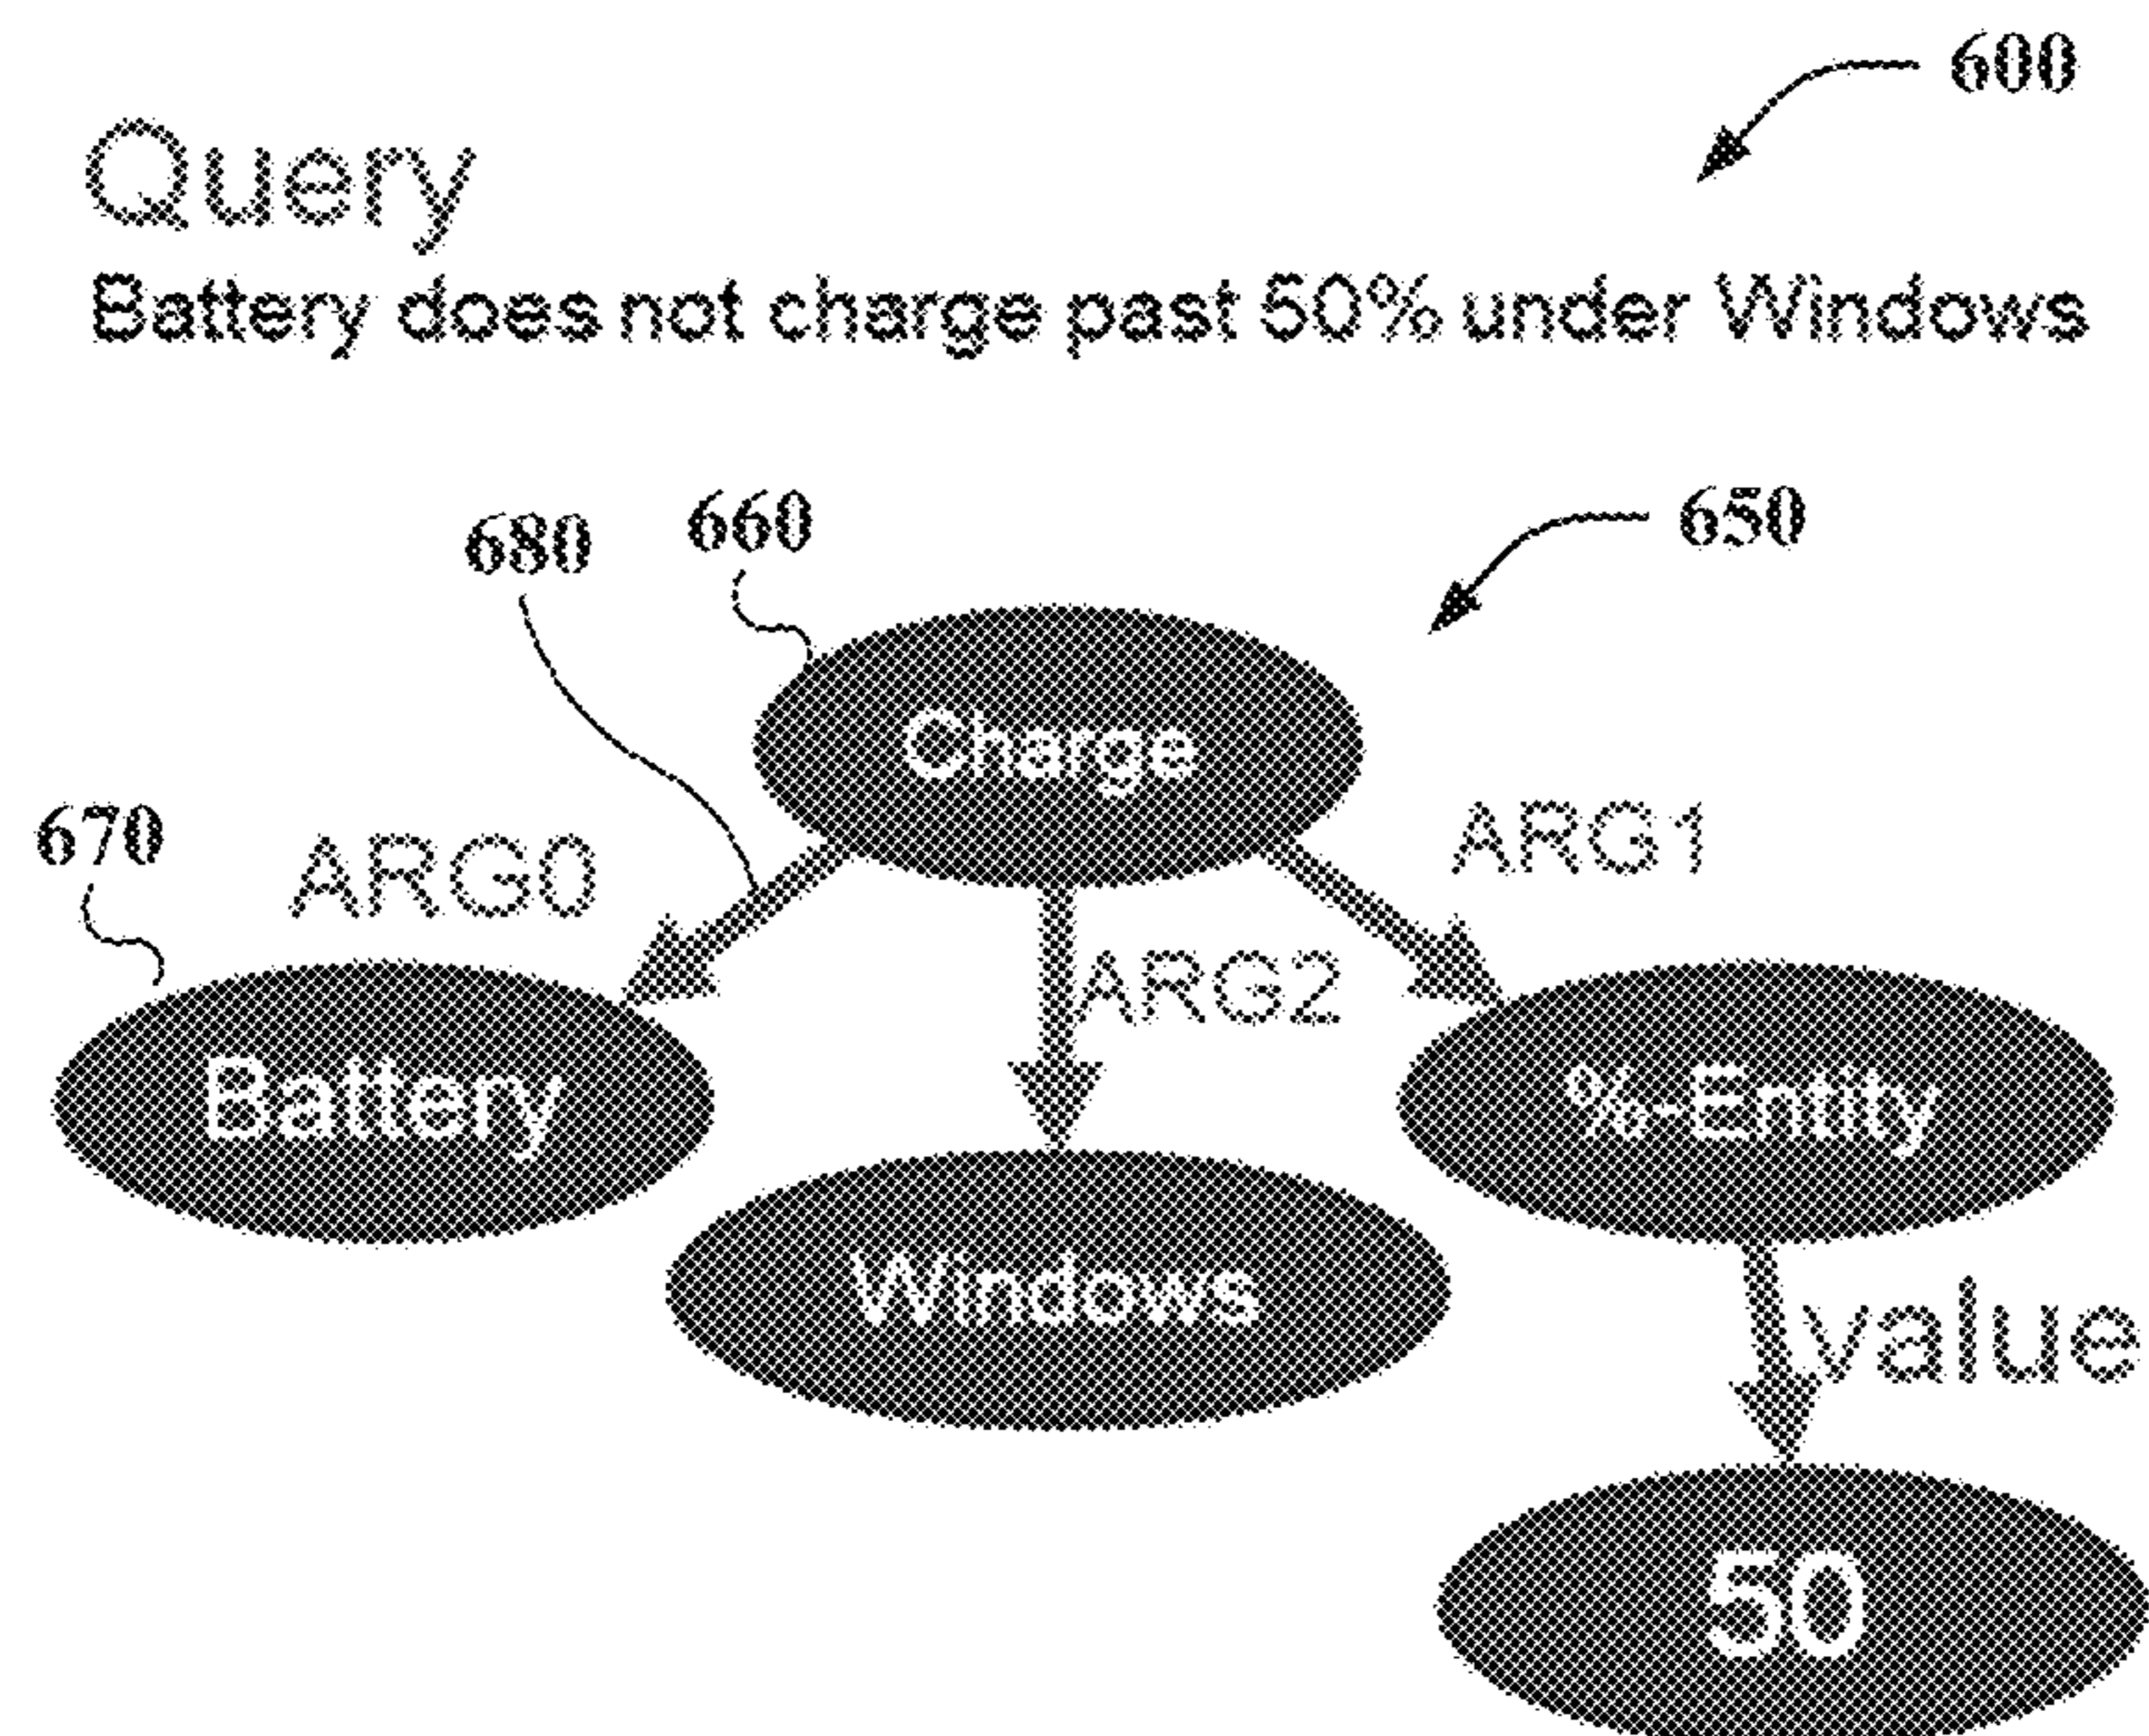 600
Query
Battery does not charge past 50% under Windows
680 660 650
Charge
670 ARG0 ARG1
ARG2
Battery %-Entity
Windows
value
50